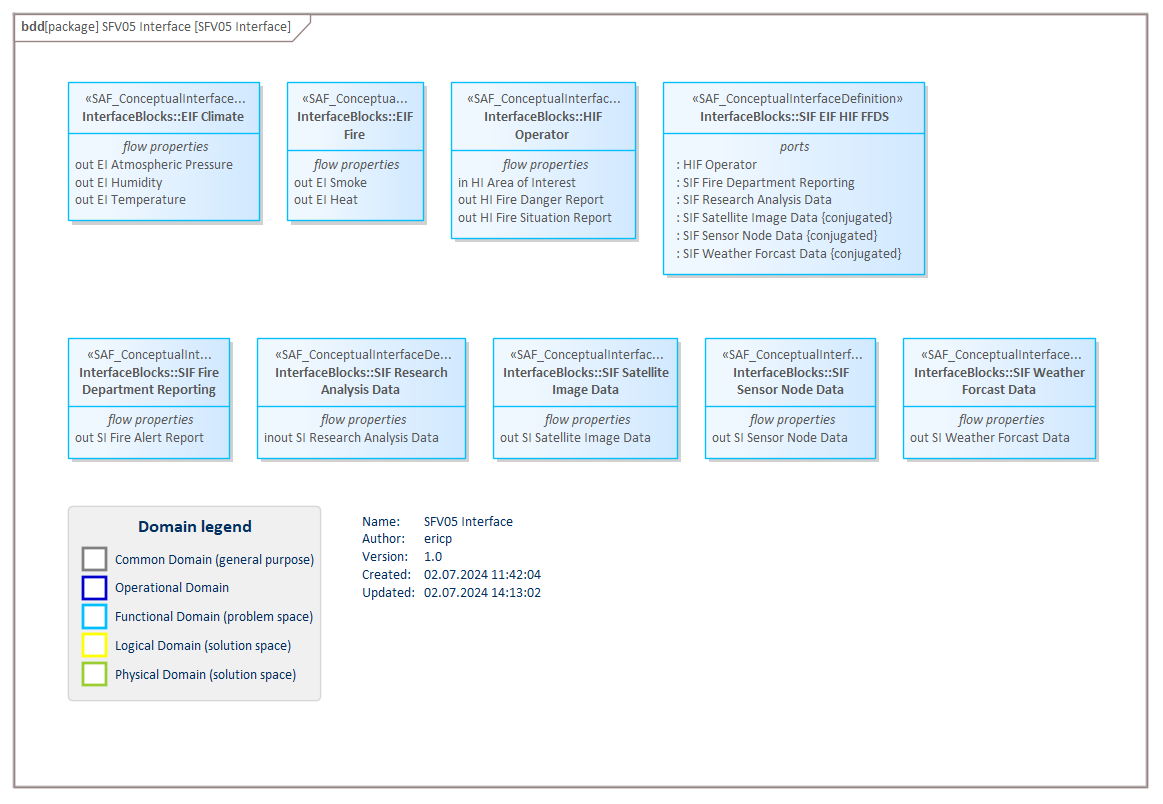 bdd[package] SFV05 Interface [SFV05 Interface]
«SAF_ConceptualInterface...
InterfaceBlocks::EIF Climate
flow properties
out EI Atmospheric Pressure
out EI Humidity
out EI Temperature
«SAF_Conceptua...
InterfaceBlocks::EIF
Fire
flow properties
out EI Smoke
out EI Heat
«SAF_ConceptualInterfac...
InterfaceBlocks::HIF
Operator
flow properties
in HI Area of Interest
out HI Fire Danger Report
out HI Fire Situation Report
«SAF_ConceptualInterfaceDefinition»
InterfaceBlocks::SIF EIF HIF FFDS
ports
: HIF Operator
: SIF Fire Department Reporting
: SIF Research Analysis Data
: SIF Satellite Image Data {conjugated}
: SIF Sensor Node Data {conjugated}
: SIF Weather Forcast Data {conjugated}
«SAF_ConceptualInt...
InterfaceBlocks::SIF Fire
Department Reporting
flow properties
out SI Fire Alert Report
«SAF_ConceptualInterfaceDe...
InterfaceBlocks::SIF Research
Analysis Data
flow properties
inout SI Research Analysis Data
«SAF_ConceptualInterfac...
InterfaceBlocks::SIF Satellite
Image Data
flow properties
out SI Satellite Image Data
«SAF_ConceptualInterf...
InterfaceBlocks::SIF
Sensor Node Data
flow properties
out SI Sensor Node Data
«SAF_ConceptualInterface...
InterfaceBlocks::SIF Weather
Forcast Data
flow properties
out SI Weather Forcast Data
Domain legend
Common Domain (general purpose)
Operational Domain
Functional Domain (problem space)
Logical Domain (solution space)
Physical Domain (solution space)
Name: SFV05 Interface
Author: ericp
Version: 1.0
Created: 02.07.2024 11:42:04
Updated: 02.07.2024 14:13:02